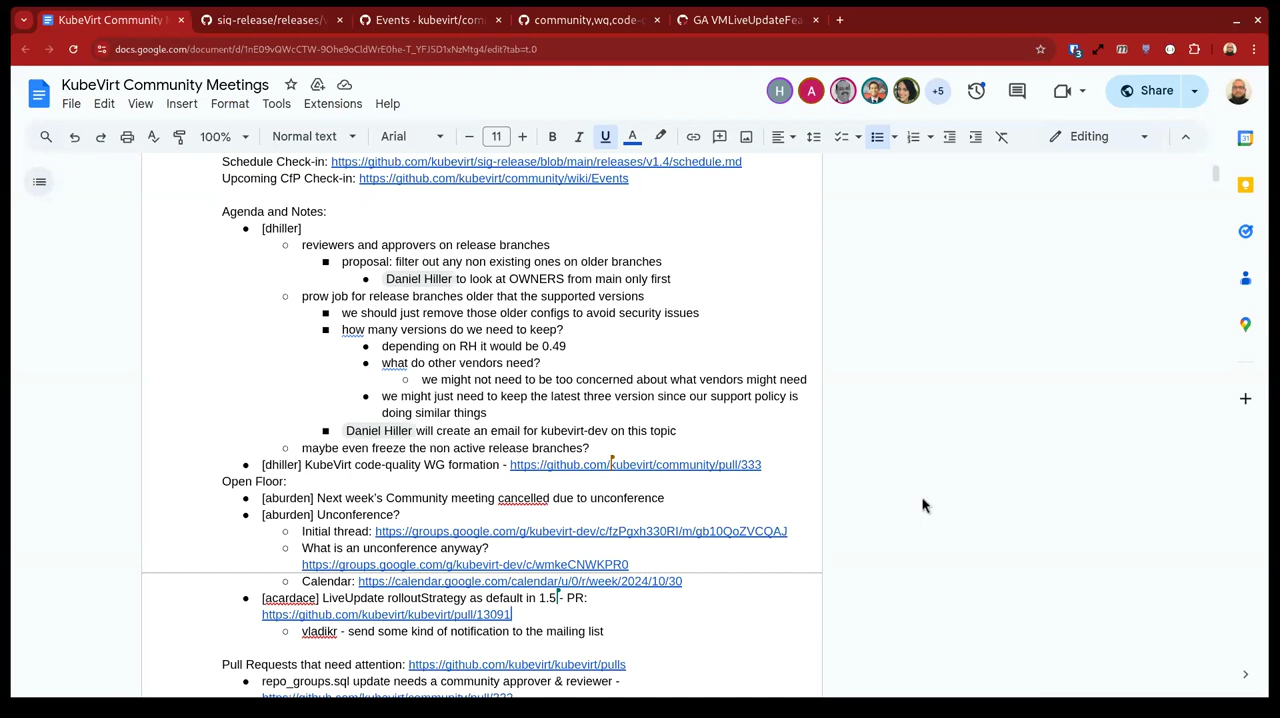 KubeVirt Community M
sig-release/releases/v
Events · kubevirt/com
community,wg,code-
GA VMLiveUpdateFea
docs.google.com/document/d/1nE09vQWcCTW-9Ohe9oCldWrE0he-T_YFJ5D1xNzMtg4/edit?tab=t.0
KubeVirt Community Meetings
File Edit View Insert Format Tools Extensions Help
H A +5 Share
100% Normal text Arial 11 B I U A Editing
Schedule Check-in: https://github.com/kubevirt/sig-release/blob/main/releases/v1.4/schedule.md
Upcoming CfP Check-in: https://github.com/kubevirt/community/wiki/Events
Agenda and Notes:
● [dhiller]
○ reviewers and approvers on release branches
■ proposal: filter out any non existing ones on older branches
● Daniel Hiller to look at OWNERS from main only first
○ prow job for release branches older that the supported versions
■ we should just remove those older configs to avoid security issues
■ how many versions do we need to keep?
● depending on RH it would be 0.49
● what do other vendors need?
○ we might not need to be too concerned about what vendors might need
● we might just need to keep the latest three version since our support policy is
doing similar things
■ Daniel Hiller will create an email for kubevirt-dev on this topic
○ maybe even freeze the non active release branches?
● [dhiller] KubeVirt code-quality WG formation - https://github.com/kubevirt/community/pull/333
Open Floor:
● [aburden] Next week's Community meeting cancelled due to unconference
● [aburden] Unconference?
○ Initial thread: https://groups.google.com/g/kubevirt-dev/c/fzPgxh330RI/m/gb10QoZVCQAJ
○ What is an unconference anyway?
https://groups.google.com/g/kubevirt-dev/c/wmkeCNWKPR0
○ Calendar: https://calendar.google.com/calendar/u/0/r/week/2024/10/30
● [acardace] LiveUpdate rolloutStrategy as default in 1.5 - PR:
https://github.com/kubevirt/kubevirt/pull/13091
○ vladikr - send some kind of notification to the mailing list
Pull Requests that need attention: https://github.com/kubevirt/kubevirt/pulls
● repo_groups.sql update needs a community approver & reviewer -